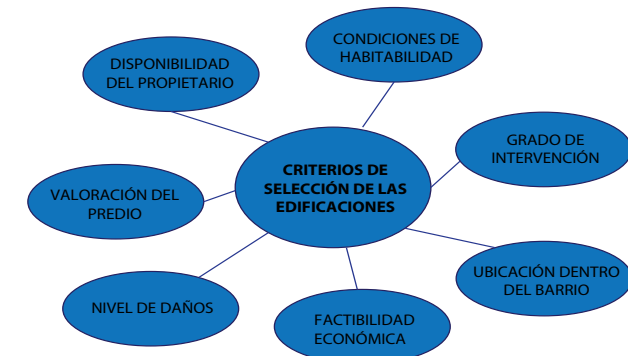 CONDICIONES DE
HABITABILIDAD
DISPONIBILIDAD
DEL PROPIETARIO
GRADO DE
INTERVENCIÓN
CRITERIOS DE
SELECCIÓN DE LAS
EDIFICACIONES
VALORACIÓN DEL
PREDIO
UBICACIÓN DENTRO
DEL BARRIO
NIVEL DE DAÑOS
FACTIBILIDAD
ECONÓMICA